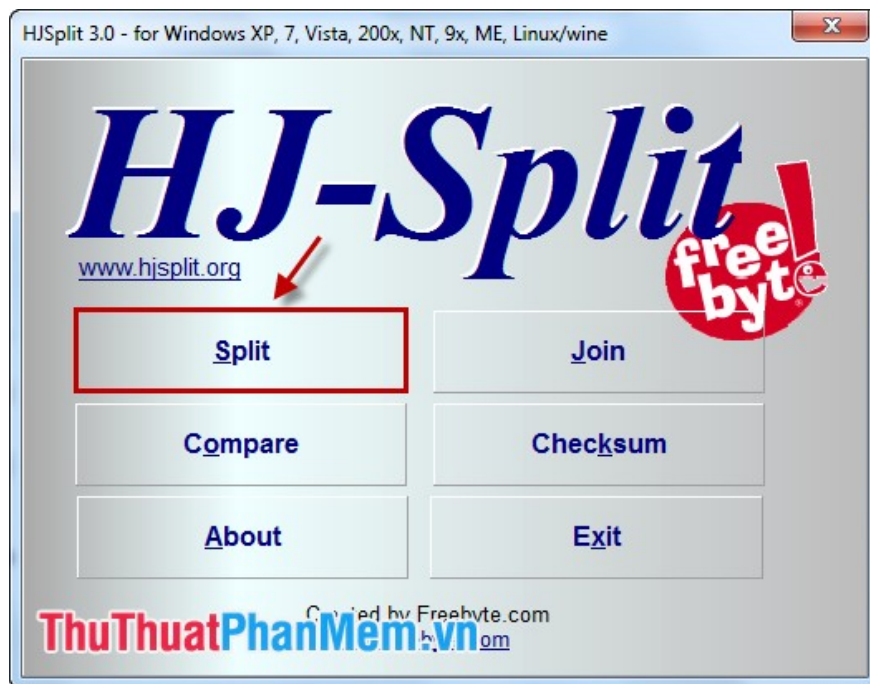 HJSplit 3.0 - for Windows XP, 7, Vista, 200x, NT, 9x, ME, Linux/wine
HJ-Split
www.hjsplit.org
free
byte!
Split
Join
Compare
Checksum
About
Exit
by Freebyte.com
ThuThuatPhanMem.vn